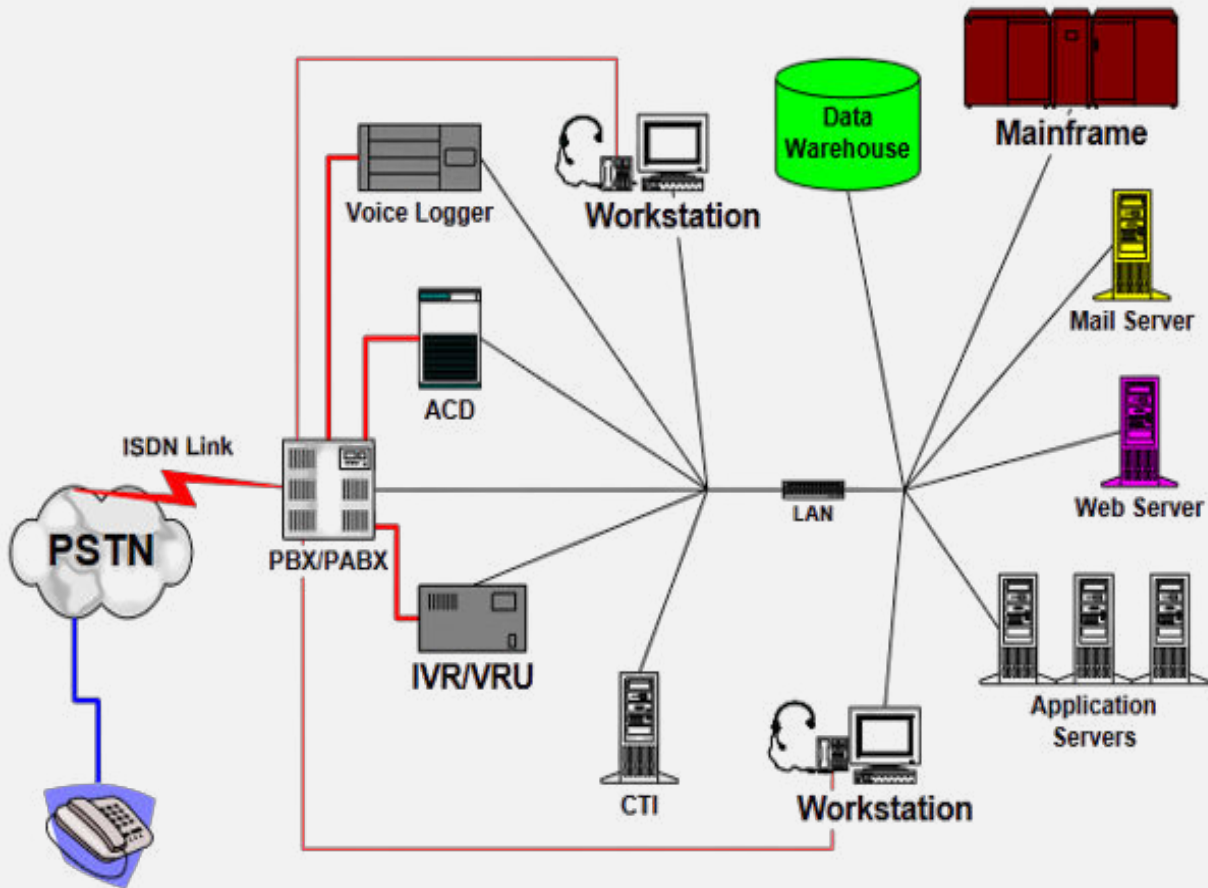 Mainframe
Data
Warehouse
Voice Logger
Workstation
Mail Server
ACD
ISDN Link
Web Server
LAN
PSTN
PBX/PABX
IVR/VRU
Application
Servers
CTI
Workstation